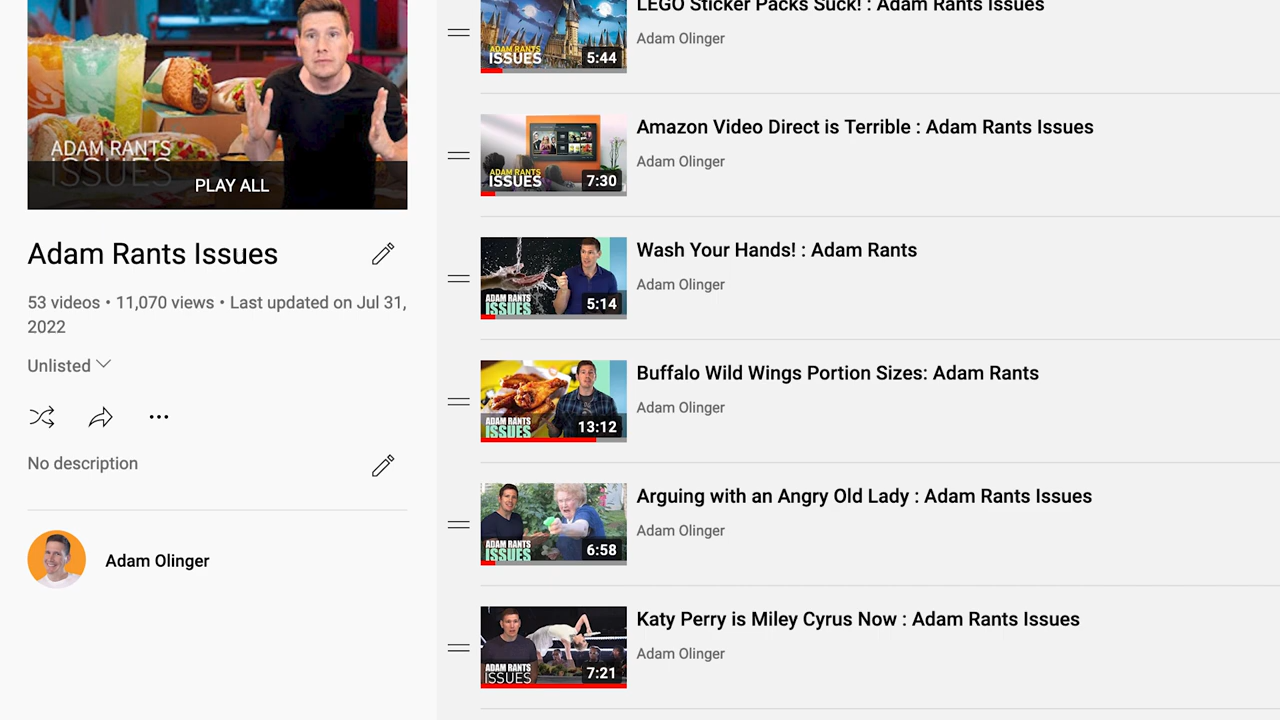 ADAM RANTS
ISSUES
PLAY ALL
Adam Rants Issues
53 videos • 11,070 views • Last updated on Jul 31,
2022
Unlisted
No description
Adam Olinger
LEGO Sticker Packs Suck! : Adam Rants Issues
Adam Olinger
ADAM RANTS
ISSUES
5:44
Amazon Video Direct is Terrible : Adam Rants Issues
Adam Olinger
ADAM RANTS
ISSUES
7:30
Wash Your Hands! : Adam Rants
Adam Olinger
ADAM RANTS
ISSUES
5:14
Buffalo Wild Wings Portion Sizes: Adam Rants
Adam Olinger
ADAM RANTS
ISSUES
13:12
Arguing with an Angry Old Lady : Adam Rants Issues
Adam Olinger
ADAM RANTS
ISSUES
6:58
Katy Perry is Miley Cyrus Now : Adam Rants Issues
Adam Olinger
ADAM RANTS
ISSUES
7:21